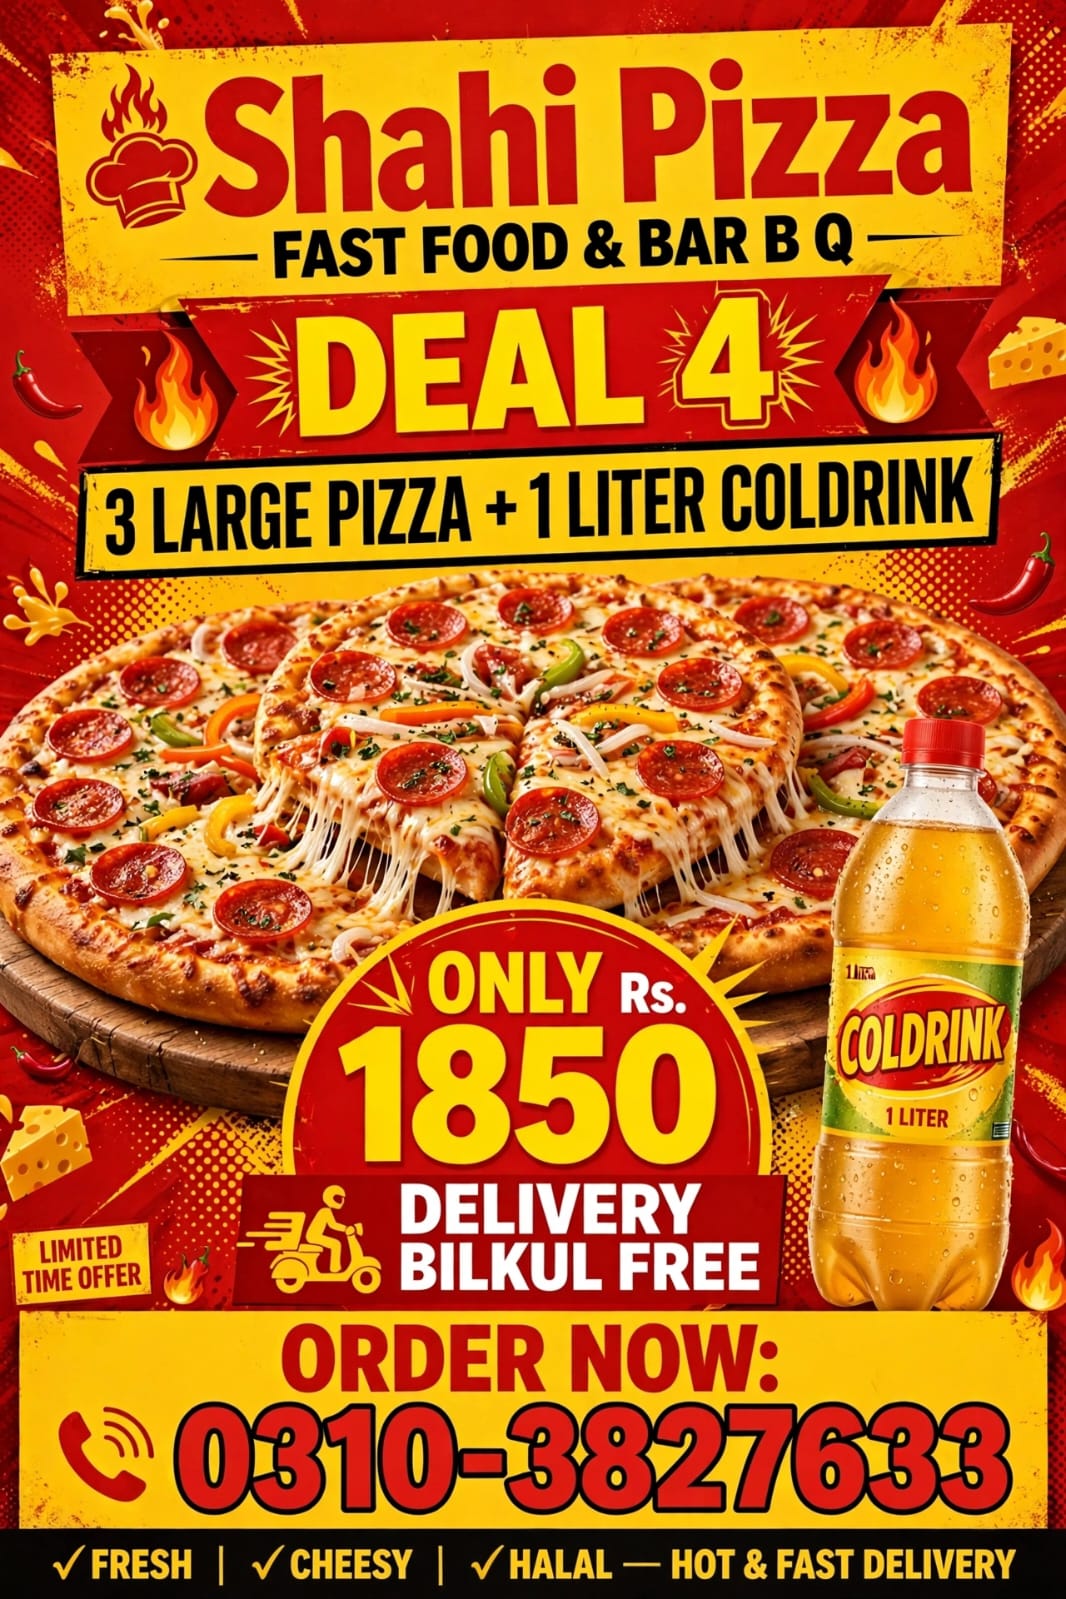 Shahi Pizza
FAST FOOD & BAR B Q
DEAL 4
3 LARGE PIZZA + 1 LITER COLDRINK
ONLY Rs.
1850
DELIVERY
BILKUL FREE
LIMITED
TIME OFFER
COLDRINK
1 LITER
ORDER NOW:
0310-3827633
✓ FRESH | ✓ CHEESY | ✓ HALAL — HOT & FAST DELIVERY